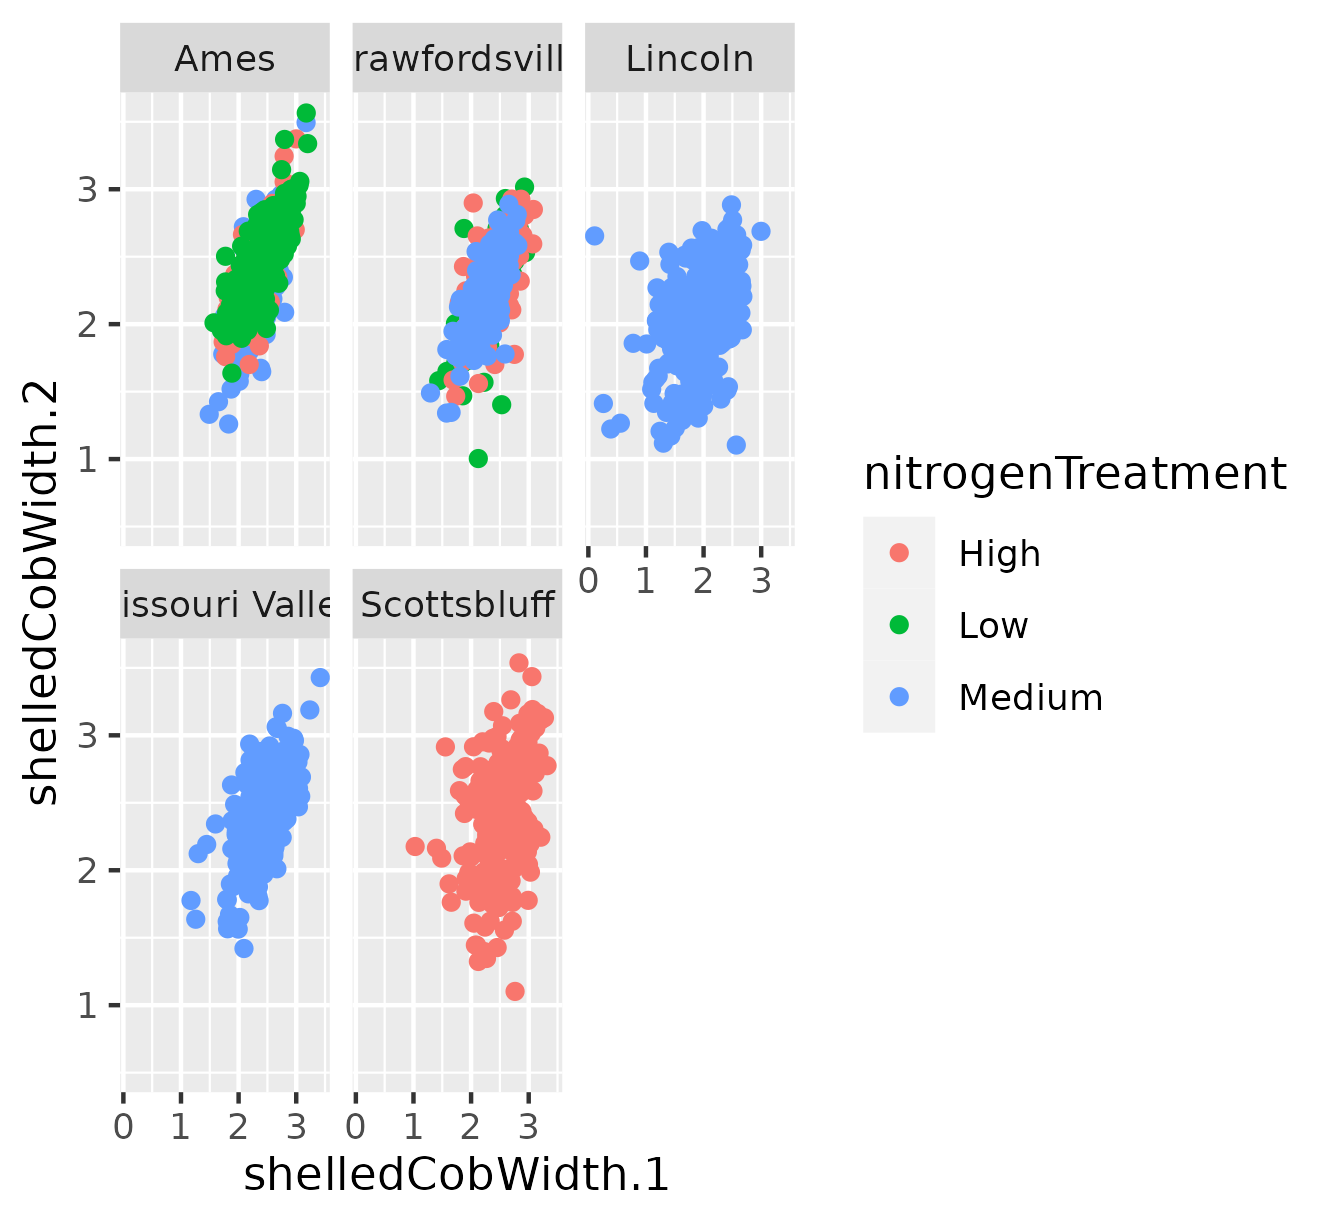 Ames
rawfordsvill
Lincoln
3
2
1
0 1 2 3
issouri Valle
Scottsbluff
3
2
1
0 1 2 3
0 1 2 3
shelledCobWidth.1
shelledCobWidth.2
nitrogenTreatment
High
Low
Medium